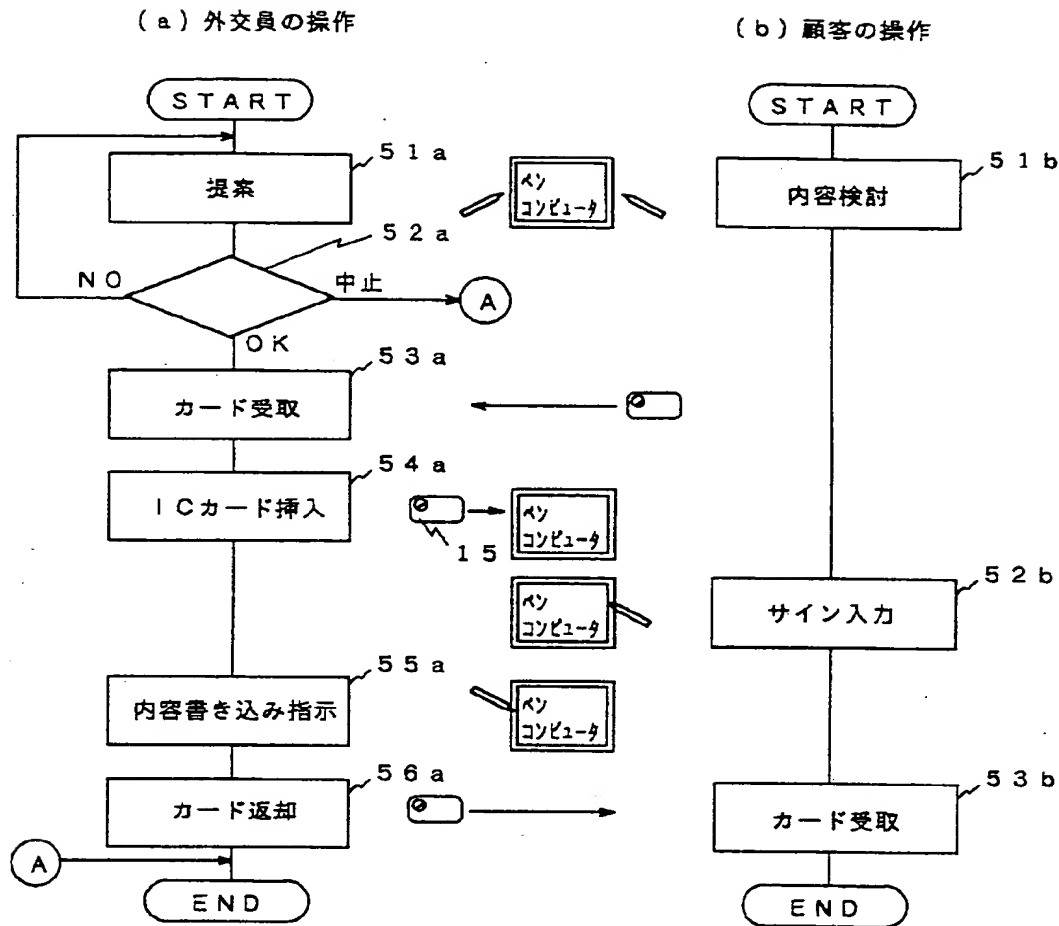 (a)外交員の操作
(b)顧客の操作
START
START
51a
提案
ペン
コンピュータ
51b
内容検討
52a
NO
中止
A
OK
53a
カード受取
54a
ICカード挿入
15
ペン
コンピュータ
ペン
コンピュータ
52b
サイン入力
55a
内容書き込み指示
ペン
コンピュータ
56a
カード返却
53b
カード受取
A
END
END